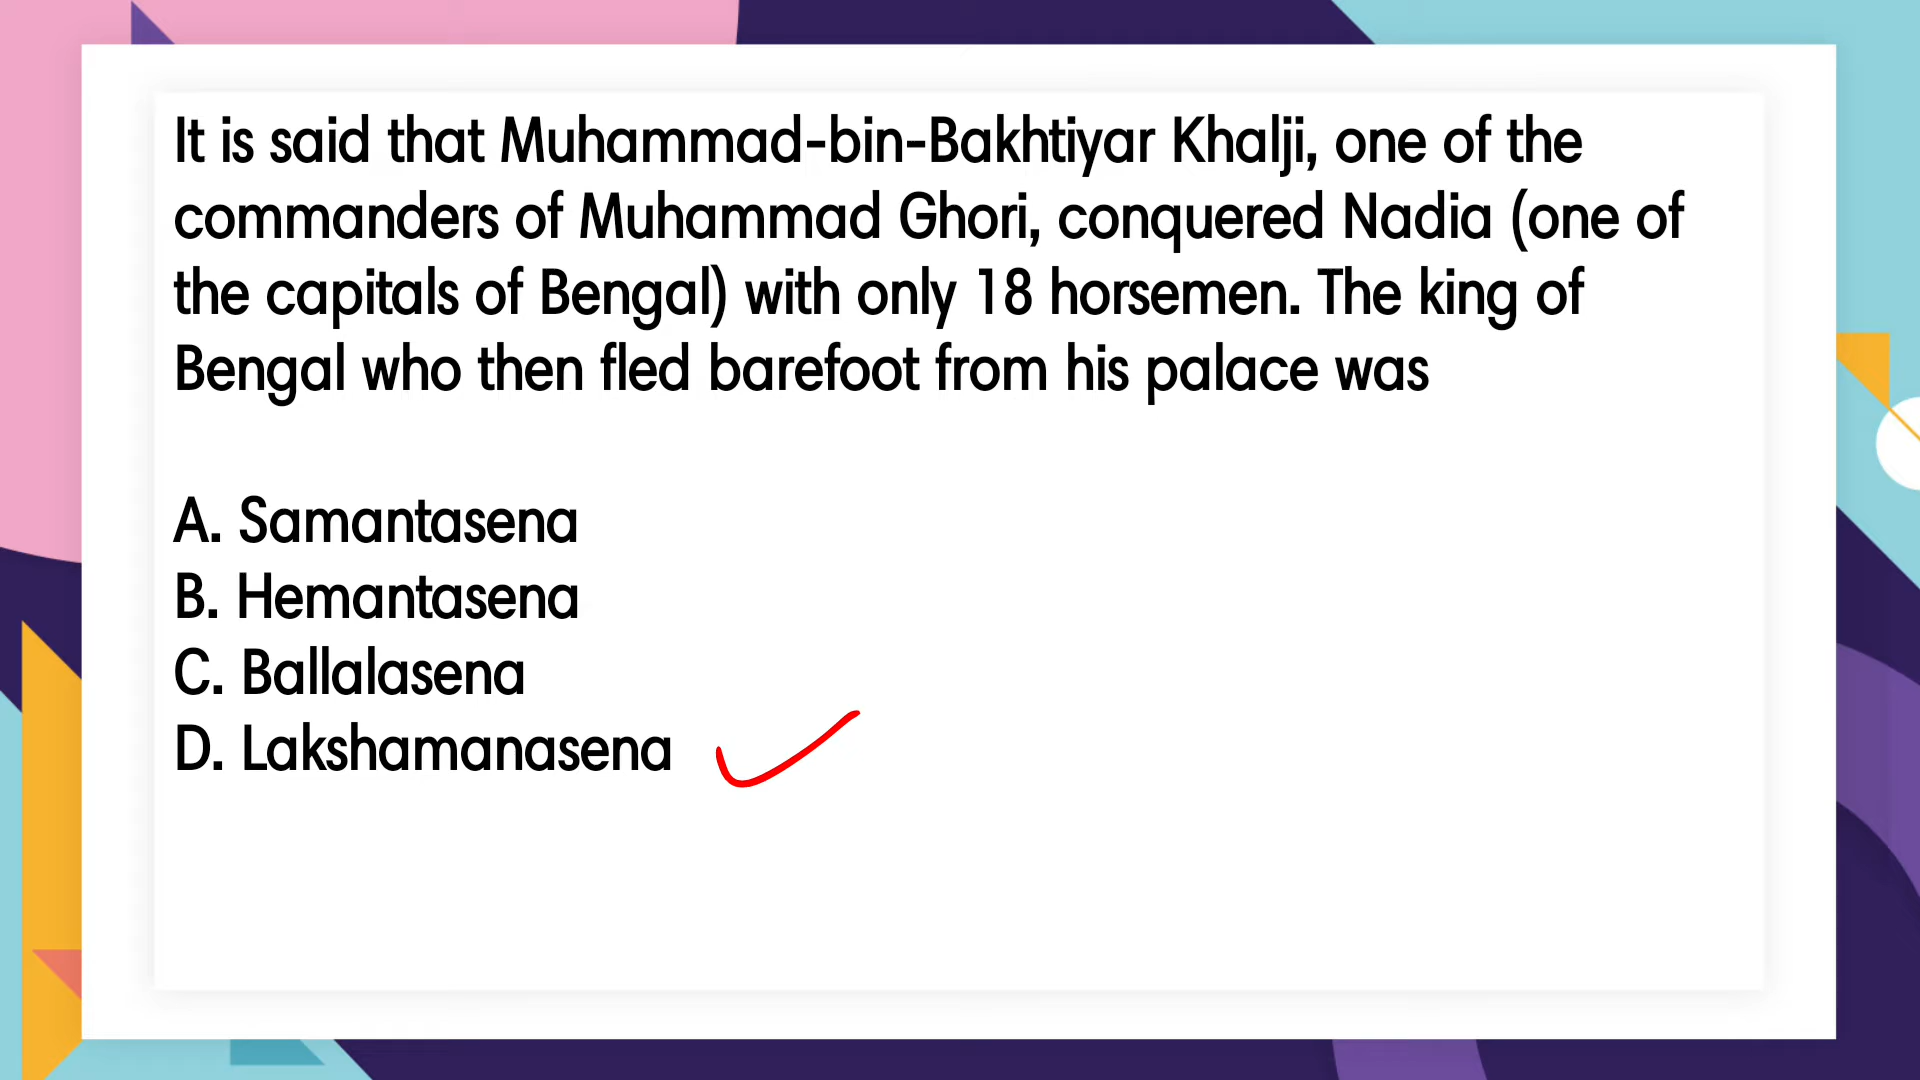 It is said that Muhammad-bin-Bakhtiyar Khalji, one of the
commanders of Muhammad Ghori, conquered Nadia (one of
the capitals of Bengal) with only 18 horsemen. The king of
Bengal who then fled barefoot from his palace was
A. Samantasena
B. Hemantasena
C. Ballalasena
D. Lakshamanasena